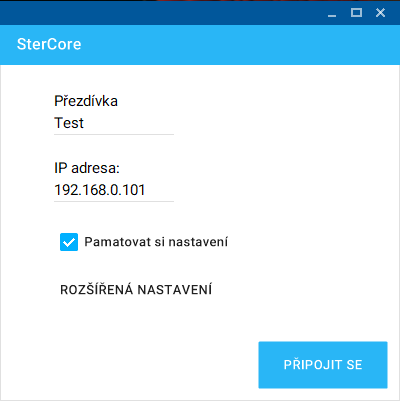 SterCore
Přezdívka
Test
IP adresa:
192.168.0.101
Pamatovat si nastavení
ROZŠÍŘENÁ NASTAVENÍ
PŘIPOJIT SE